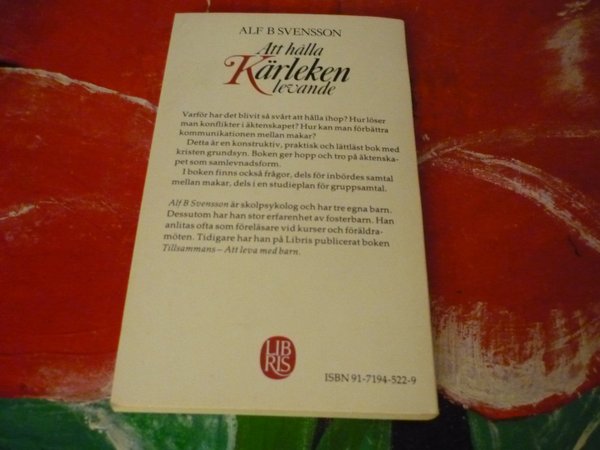 ALF B SVENSSON
Att hålla
Kärleken
levande
Varför har det blivit så svårt att hålla ihop? Hur löser
man konflikter i äktenskapet? Hur kan man förbättra
kommunikationen mellan makar?
Detta är en konstruktiv, praktisk och lättläst bok med
kristen grundsyn. Boken ger hopp och tro på äktenska-
pet som samlevnadsform.
I boken finns också frågor, dels för inbördes samtal
mellan makar, dels i en studieplan för gruppsamtal.
Alf B Svensson är skolpsykolog och har tre egna barn.
Dessutom har han stor erfarenhet av fosterbarn. Han
anlitas ofta som föreläsare vid kurser och föräldra-
möten. Tidigare har han på Libris publicerat boken
Tillsammans – Att leva med barn.
LIB
RIS
ISBN 91-7194-522-9